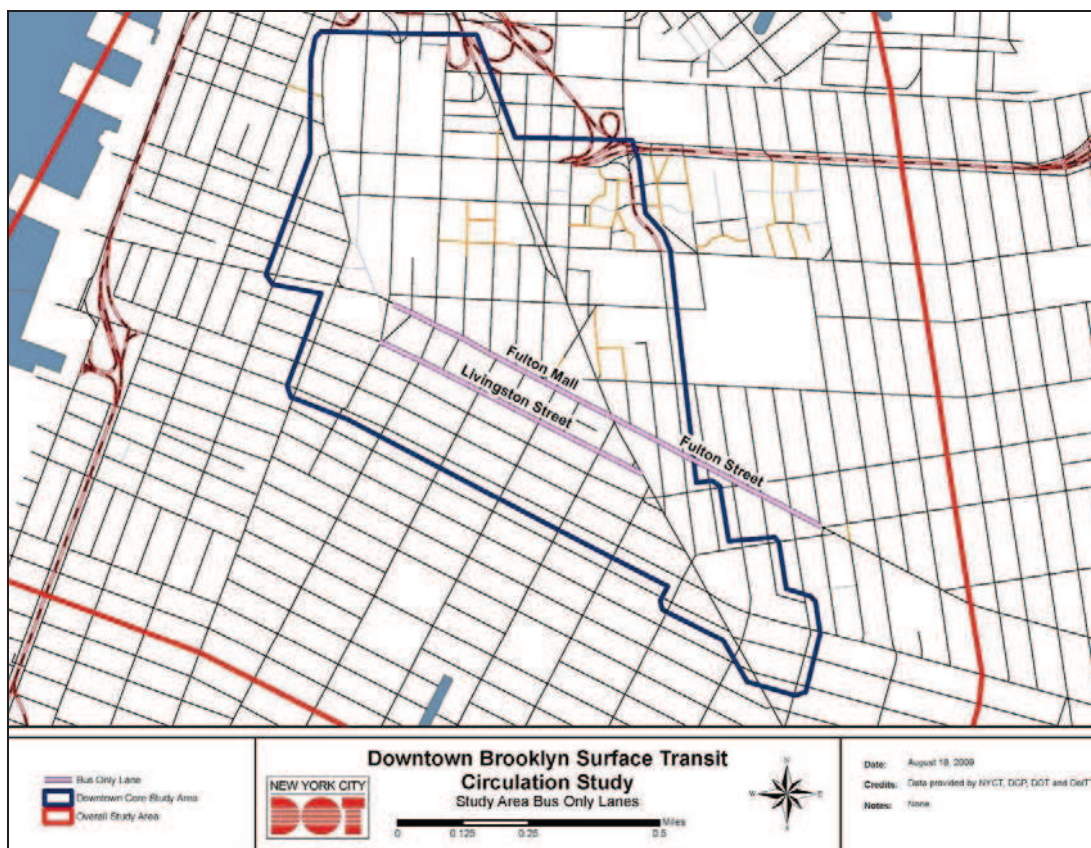 Fulton Mall
Livingston Street
Fulton Street
Bus Only Lane
Downtown Core Study Area
Overall Study Area
NEW YORK CITY
DOT
Downtown Brooklyn Surface Transit
Circulation Study
Study Area Bus Only Lanes
Miles
0 0.125 0.25 0.5
N
W E
S
Date: August 18, 2009
Credits: Data provided by NYCT, DCP, DOT and DoITT
Notes: None